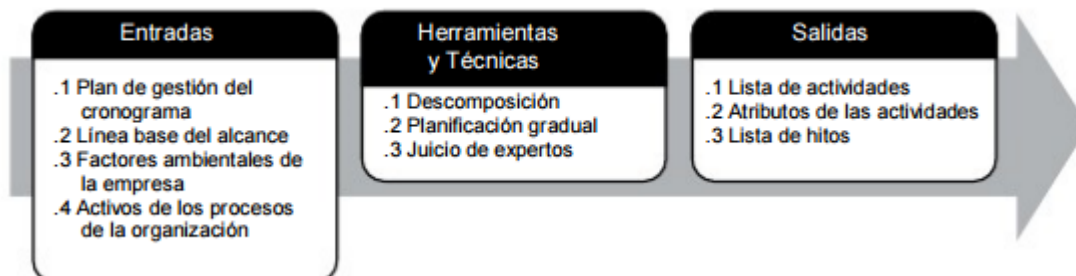 Entradas
.1 Plan de gestión del
cronograma
.2 Línea base del alcance
.3 Factores ambientales de
la empresa
.4 Activos de los procesos
de la organización
Herramientas
y Técnicas
.1 Descomposición
.2 Planificación gradual
.3 Juicio de expertos
Salidas
.1 Lista de actividades
.2 Atributos de las actividades
.3 Lista de hitos